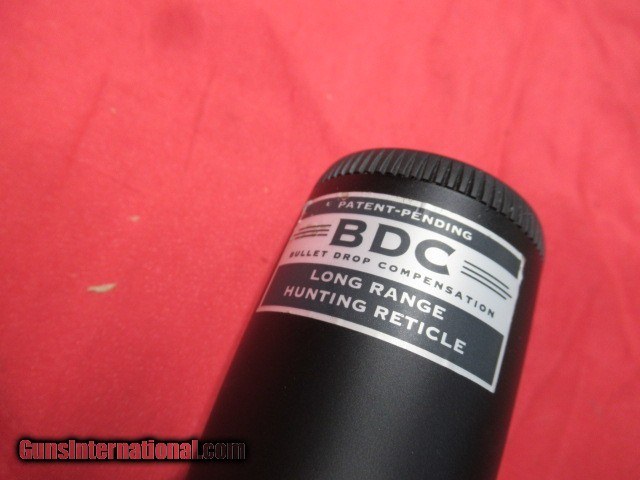 PATENT-PENDING
BDC
BULLET DROP COMPENSATION
LONG RANGE
HUNTING RETICLE
GunsInternational.com